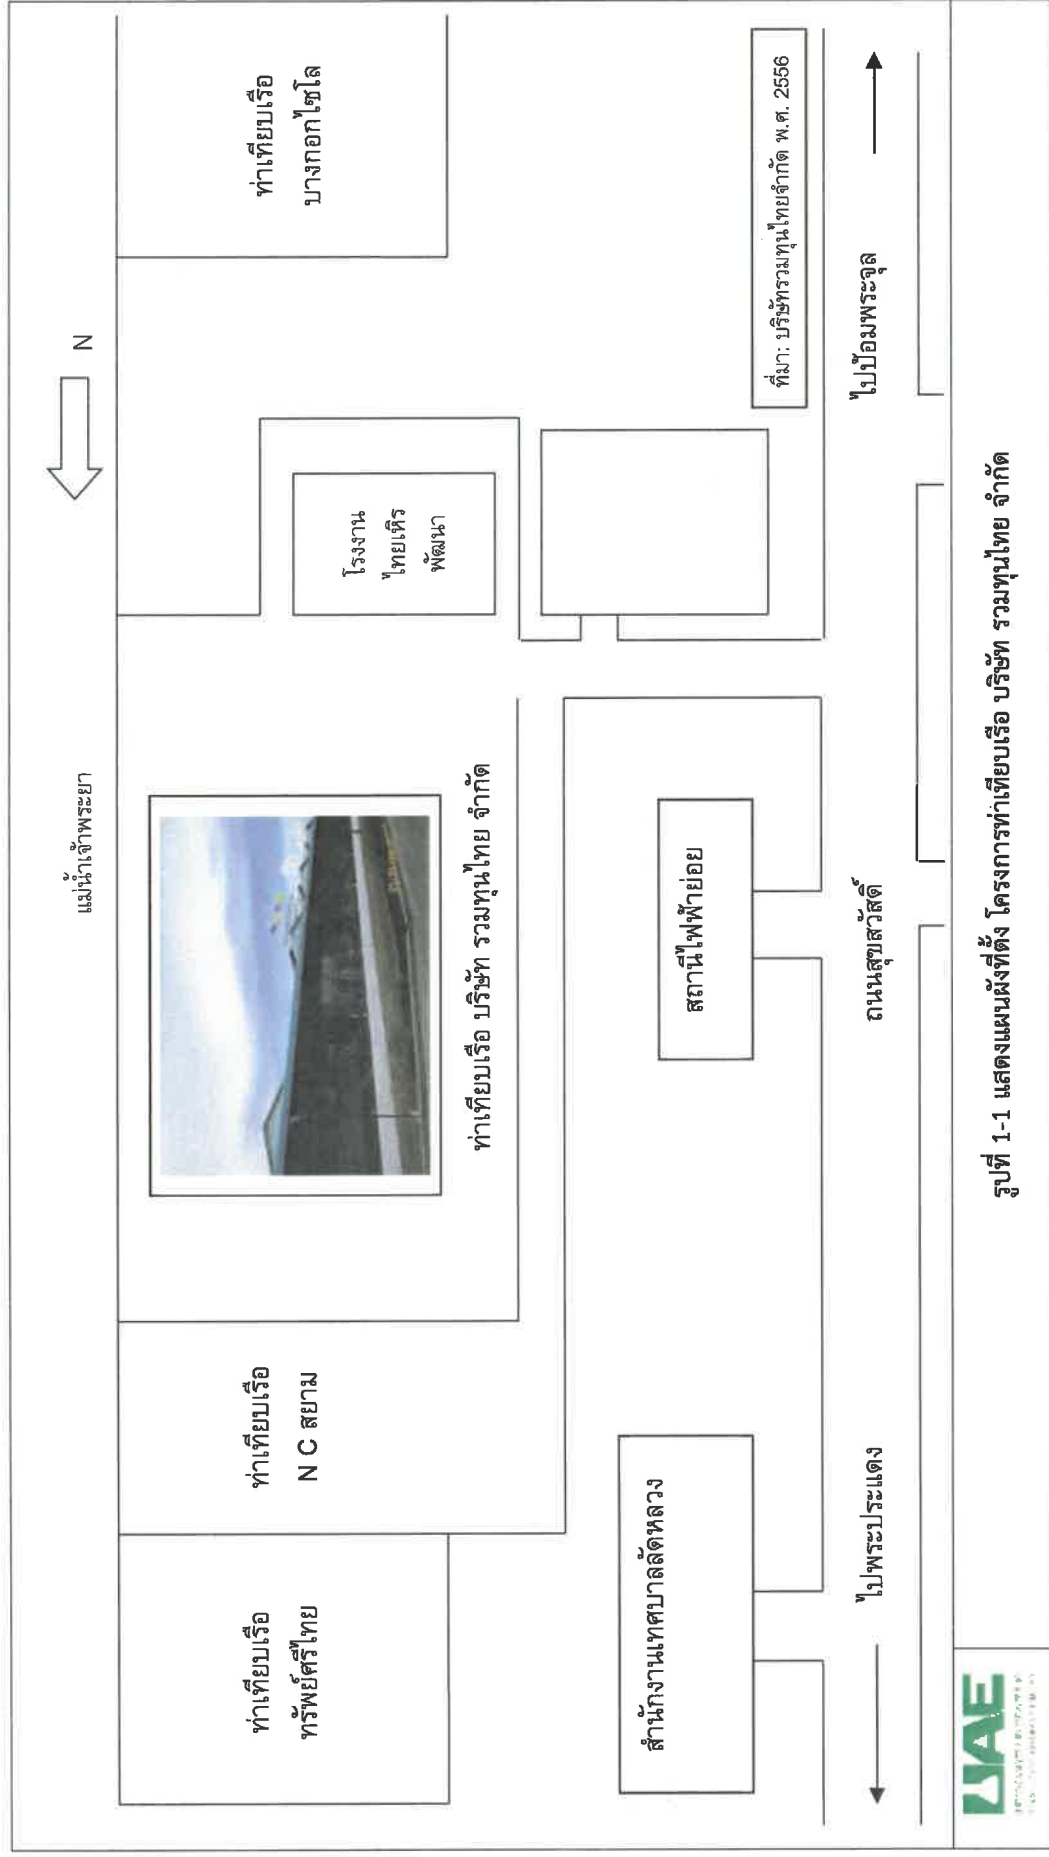 แม่น้ำเจ้าพระยา
N
ท่าเทียบเรือ
ทรัพย์ศรีไทย
ท่าเทียบเรือ
N C สยาม
ท่าเทียบเรือ บริษัท รวมทุนไทย จำกัด
โรงงาน
ไทยเหิร
พัฒนา
ท่าเทียบเรือ
บางกอกไซโล
สำนักงานเทศบาลลัดหลวง
สถานีไฟฟ้าย่อย
ที่มา: บริษัทรวมทุนไทยจำกัด พ.ศ. 2556
ไปพระประแดง
ถนนสุขสวัสดิ์
ไปป้อมพระจุล
UAE
รูปที่ 1-1 แสดงแผนผังที่ตั้ง โครงการท่าเทียบเรือ บริษัท รวมทุนไทย จำกัด